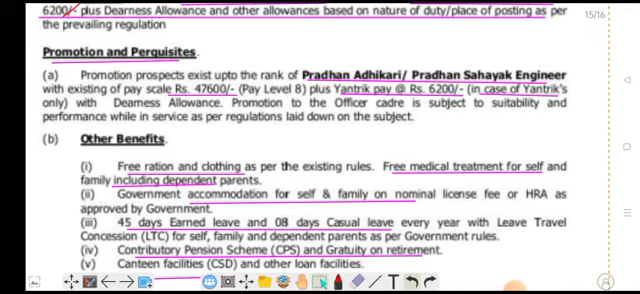 6200/- plus Dearness Allowance and other allowances based on nature of duty/place of posting as per
the prevailing regulation
15/16
Promotion and Perquisites.
(a) Promotion prospects exist upto the rank of Pradhan Adhikari/ Pradhan Sahayak Engineer
with existing of pay scale Rs. 47600/- (Pay Level 8) plus Yantrik pay @ Rs. 6200/- (in case of Yantrik's
only) with Dearness Allowance. Promotion to the Officer cadre is subject to suitability and
performance while in service as per regulations laid down on the subject.
(b) Other Benefits.
(i) Free ration and clothing as per the existing rules. Free medical treatment for self and
family including dependent parents.
(ii) Government accommodation for self & family on nominal license fee or HRA as
approved by Government.
(iii) 45 days Earned leave and 08 days Casual leave every year with Leave Travel
Concession (LTC) for self, family and dependent parents as per Government rules.
(iv) Contributory Pension Scheme (CPS) and Gratuity on retirement.
(v) Canteen facilities (CSD) and other loan facilities.